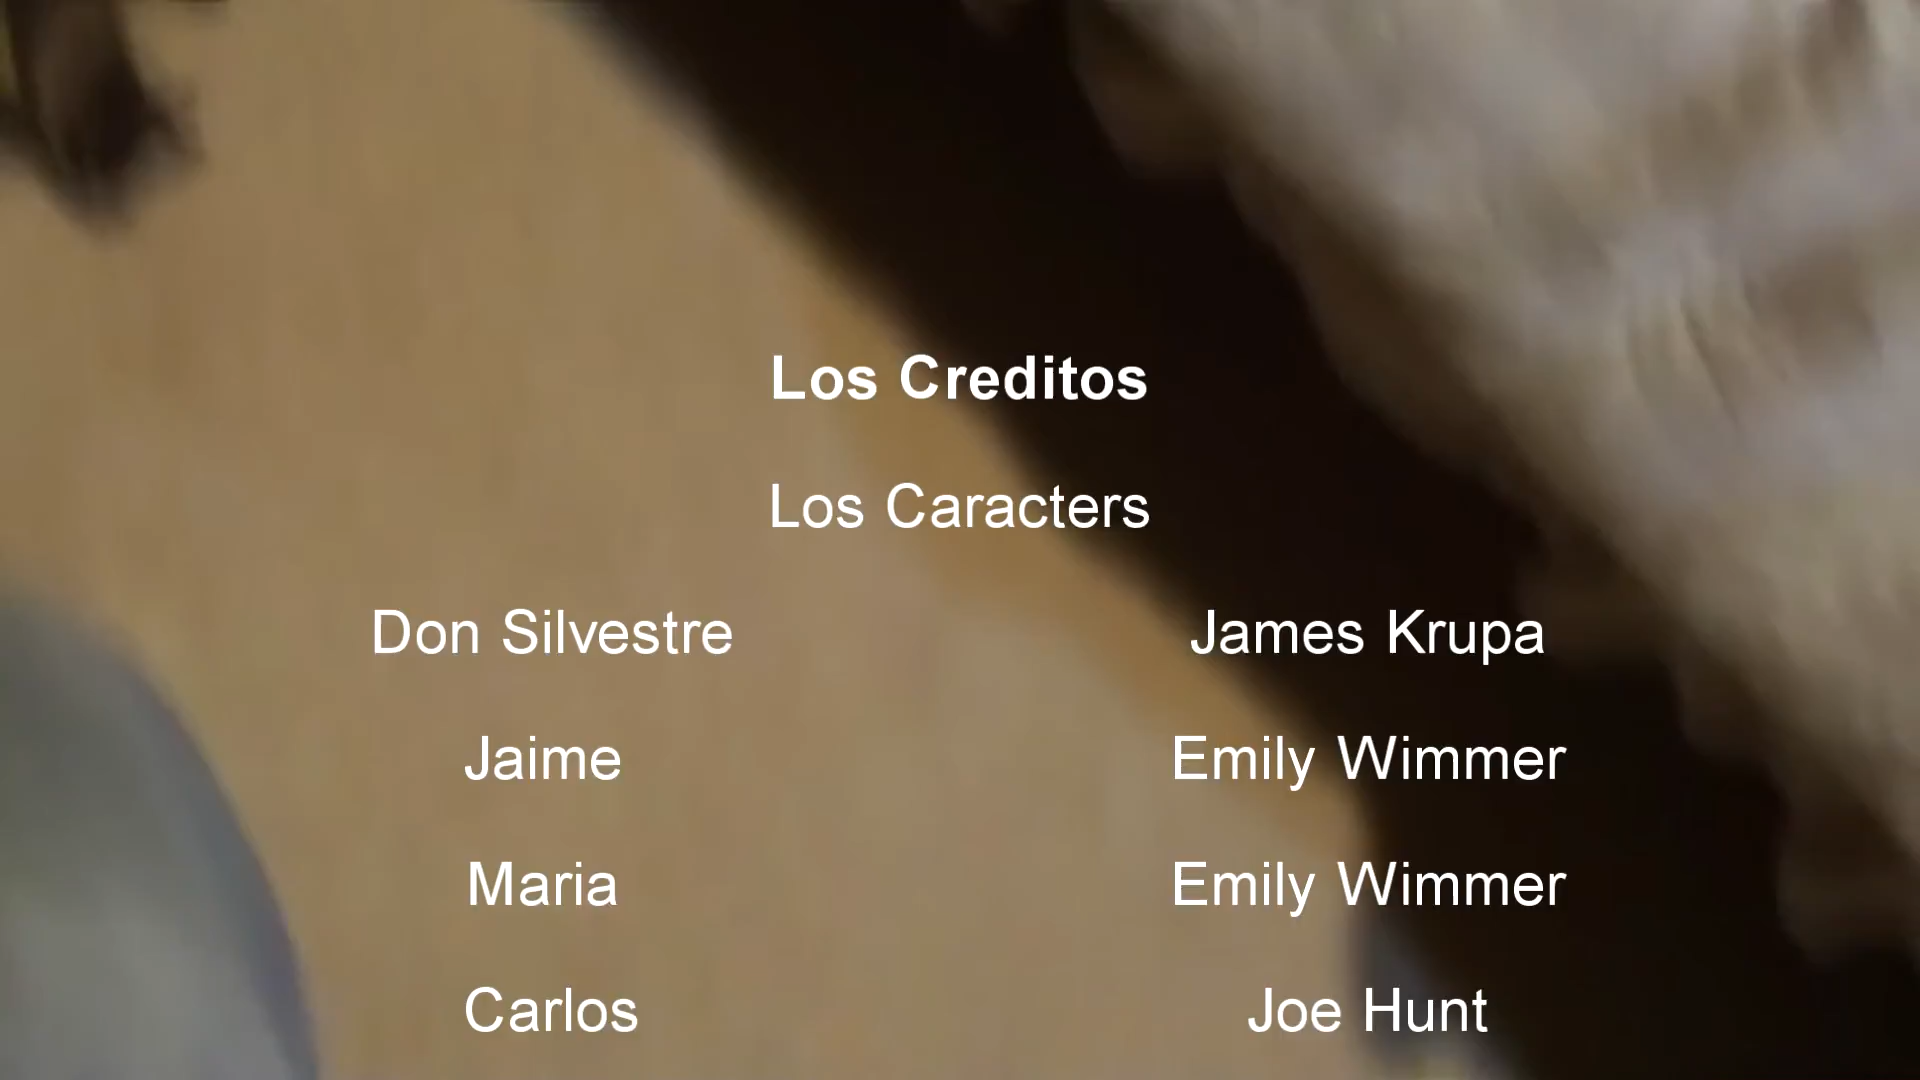 Los Creditos
Los Caracters
Don Silvestre James Krupa
Jaime Emily Wimmer
Maria Emily Wimmer
Carlos Joe Hunt